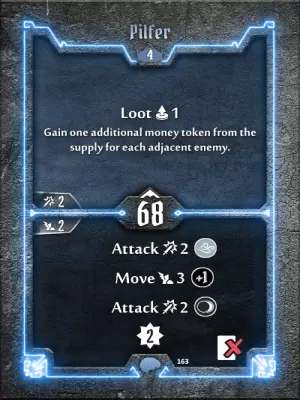 Pilfer
4
Loot 1
Gain one additional money token from the
supply for each adjacent enemy.
2
68
2
Attack 2
Move 3 +1
Attack 2
2
163